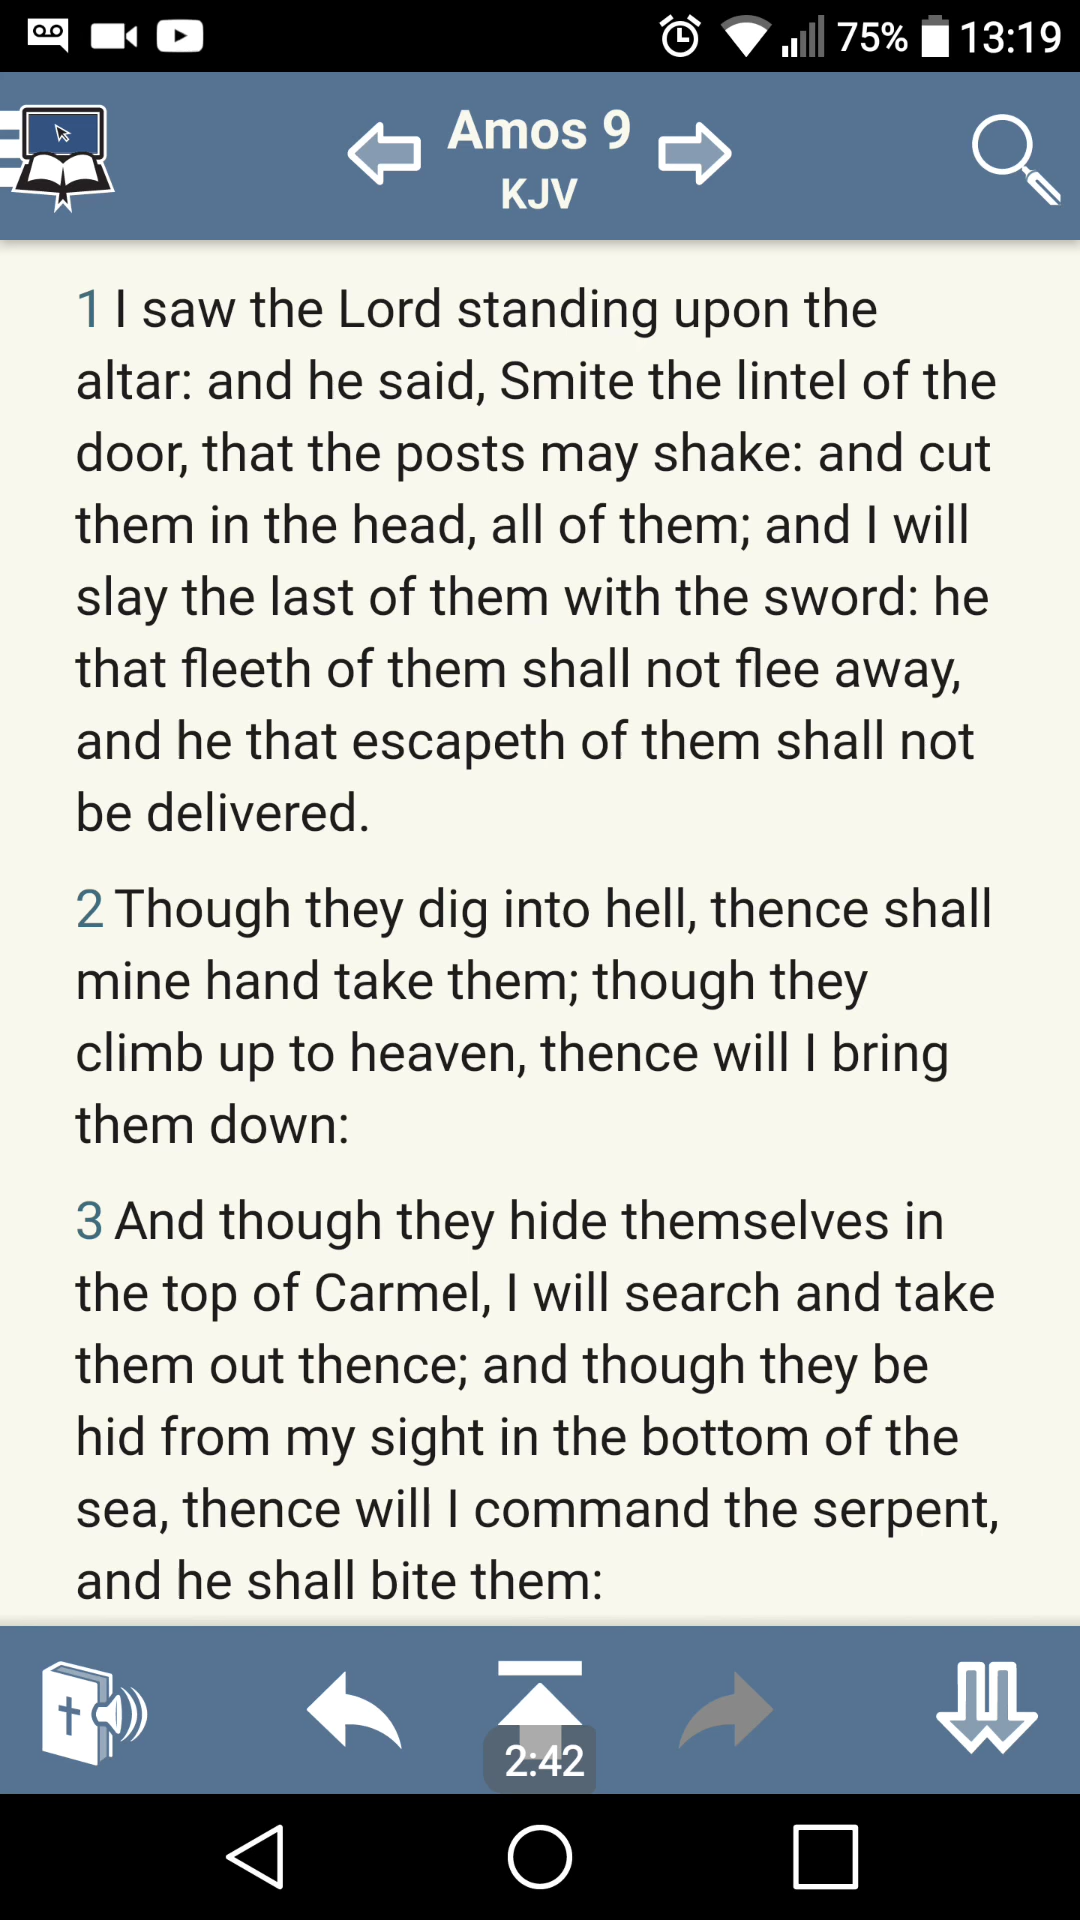 75% 13:19
Amos 9
KJV
1 I saw the Lord standing upon the
altar: and he said, Smite the lintel of the
door, that the posts may shake: and cut
them in the head, all of them; and I will
slay the last of them with the sword: he
that fleeth of them shall not flee away,
and he that escapeth of them shall not
be delivered.
2 Though they dig into hell, thence shall
mine hand take them; though they
climb up to heaven, thence will I bring
them down:
3 And though they hide themselves in
the top of Carmel, I will search and take
them out thence; and though they be
hid from my sight in the bottom of the
sea, thence will I command the serpent,
and he shall bite them:
2:42